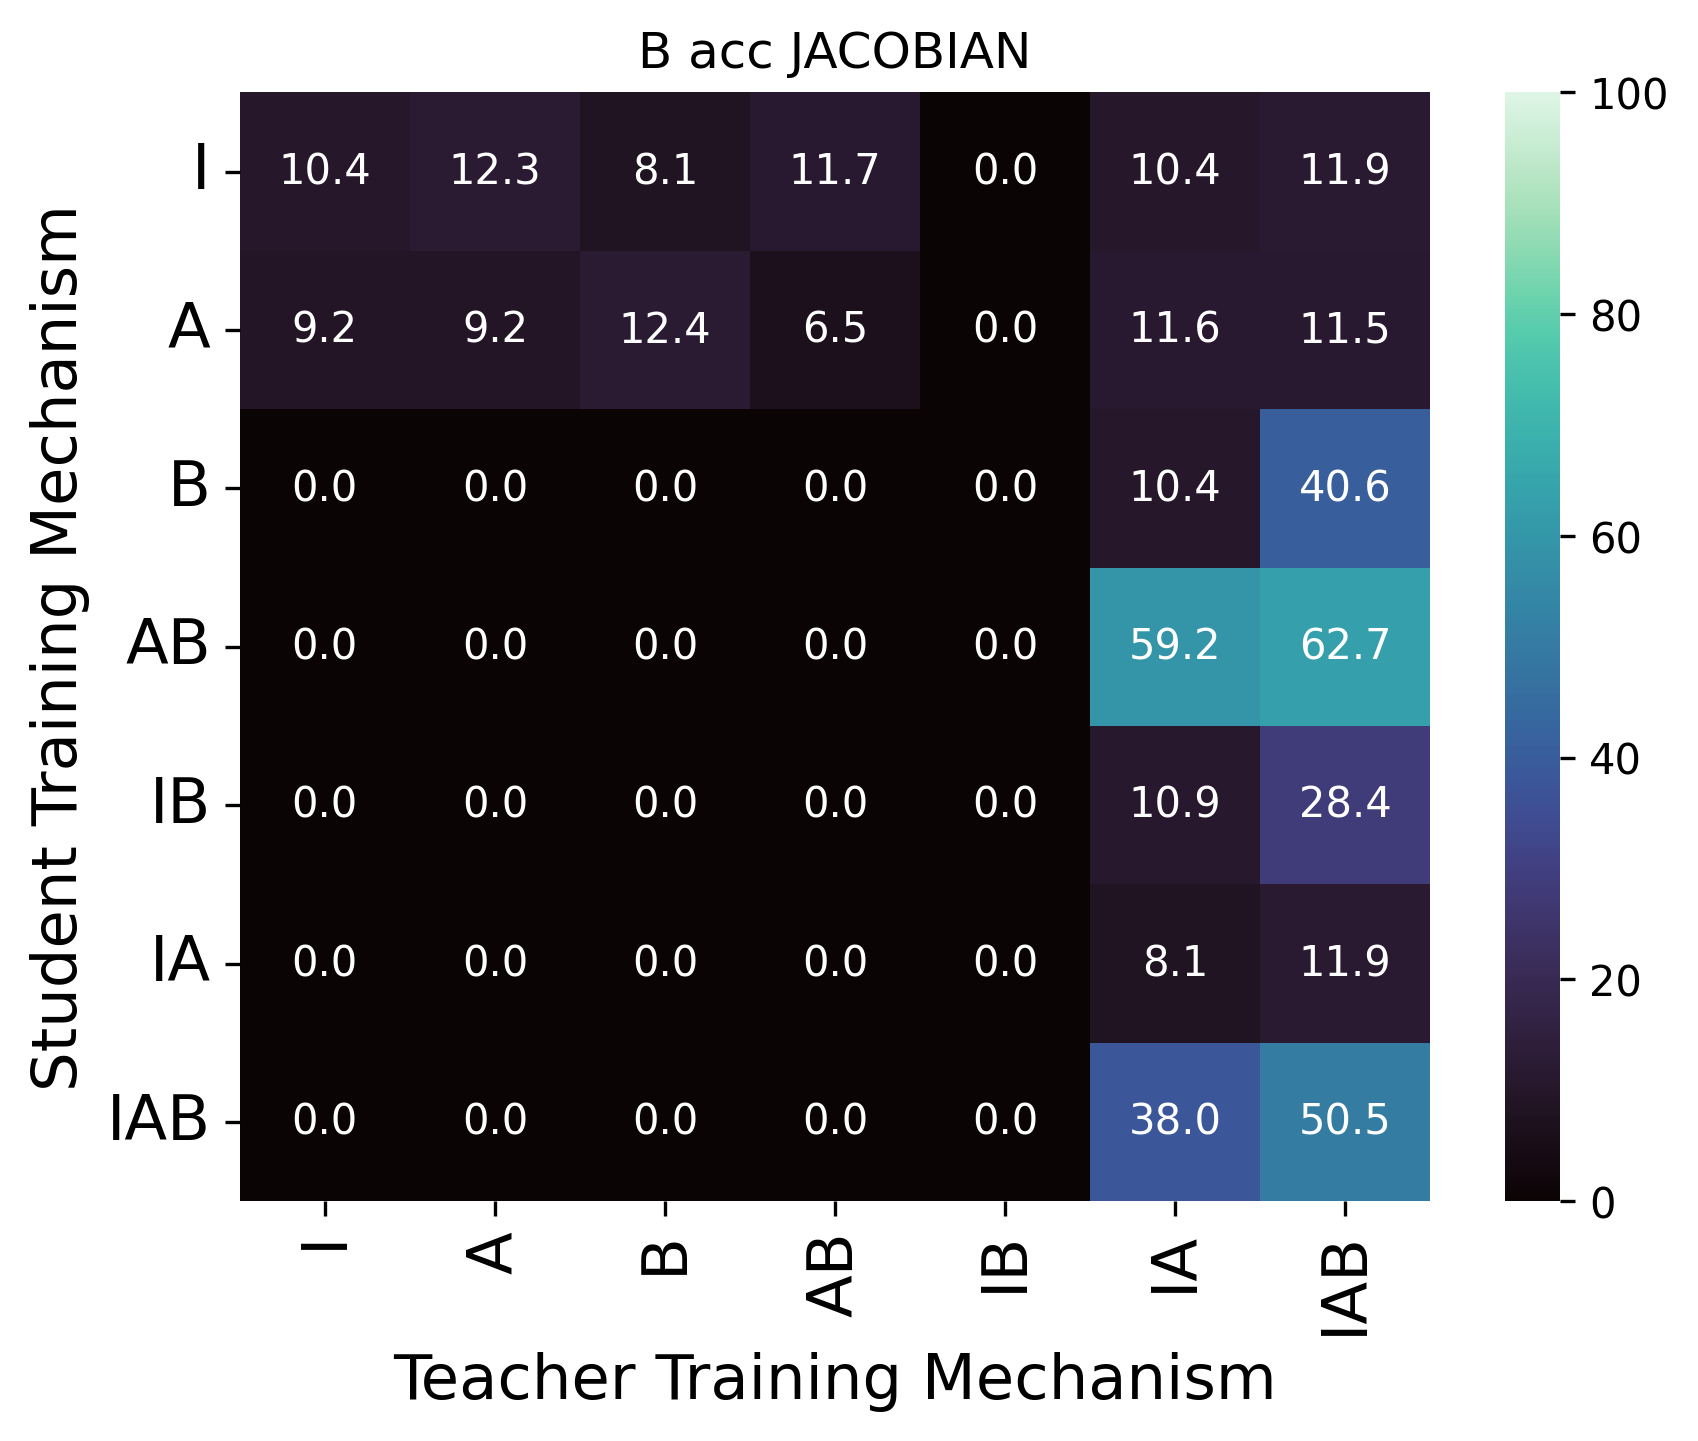 B acc JACOBIAN
Student Training Mechanism
I 10.4 12.3 8.1 11.7 0.0 10.4 11.9
A 9.2 9.2 12.4 6.5 0.0 11.6 11.5
B 0.0 0.0 0.0 0.0 0.0 10.4 40.6
AB 0.0 0.0 0.0 0.0 0.0 59.2 62.7
IB 0.0 0.0 0.0 0.0 0.0 10.9 28.4
IA 0.0 0.0 0.0 0.0 0.0 8.1 11.9
IAB 0.0 0.0 0.0 0.0 0.0 38.0 50.5
I A B AB IB IA IAB
Teacher Training Mechanism
100
80
60
40
20
0